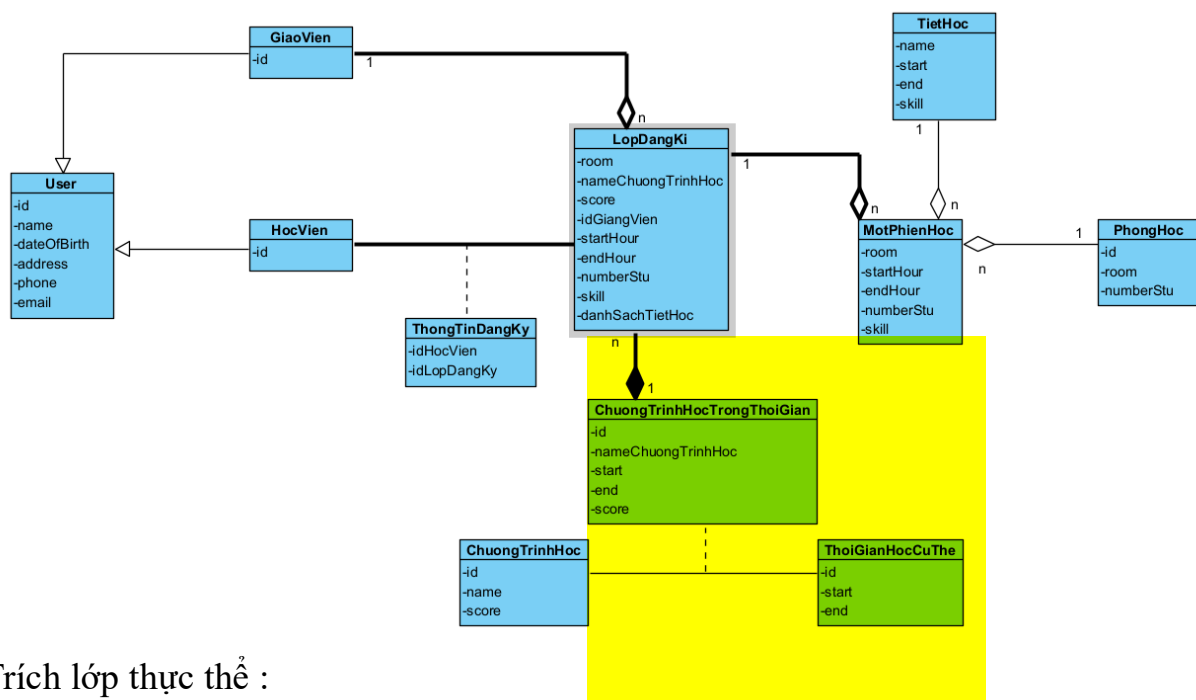 TietHoc
-name
-start
-end
-skill
1
n
GiaoVien
-id
1
n
LopDangKi
-room
-nameChuongTrinhHoc
-score
-idGiangVien
-startHour
-endHour
-numberStu
-skill
-danhSachTietHoc
1
n
User
-id
-name
-dateOfBirth
-address
-phone
-email
HocVien
-id
MotPhienHoc
-room
-startHour
-endHour
-numberStu
-skill
1
n
PhongHoc
-id
-room
-numberStu
ThongTinDangKy
-idHocVien
-idLopDangKy
n
1
ChuongTrinhHocTrongThoiGian
-id
-nameChuongTrinhHoc
-start
-end
-score
ChuongTrinhHoc
-id
-name
-score
ThoiGianHocCuThe
-id
-start
-end
Trích lớp thực thể :